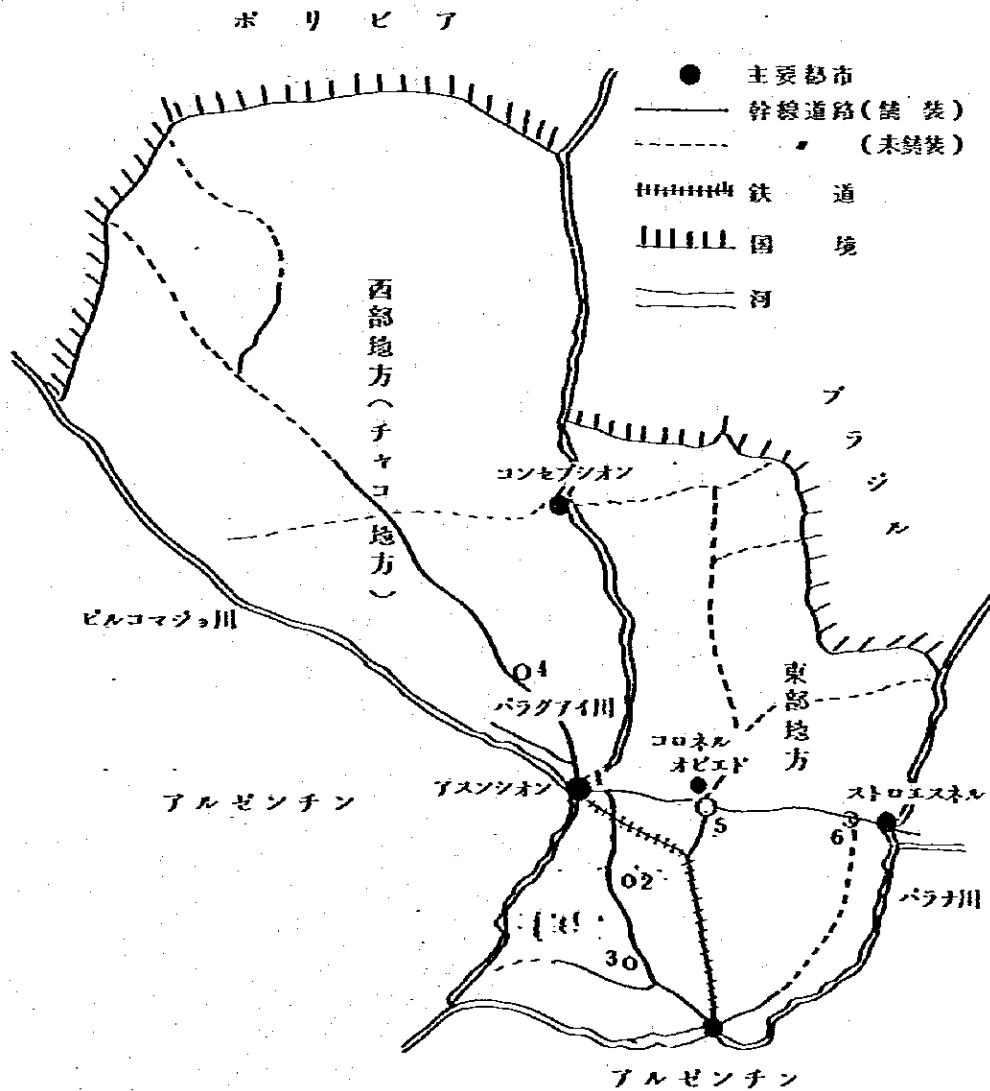 ボリビア
主要都市
幹線道路(舗装)
〃 (未舗装)
鉄道
国境
河
西部地方(チャコ地方)
ブラジル
コンセプシオン
ピルコマジョ川
4
パラグアイ川
東部地方
コロネル
オビエド
アスンシオン
1
アルゼンチン
ストロエスネル
5
6
2
パラナ川
3
アルゼンチン